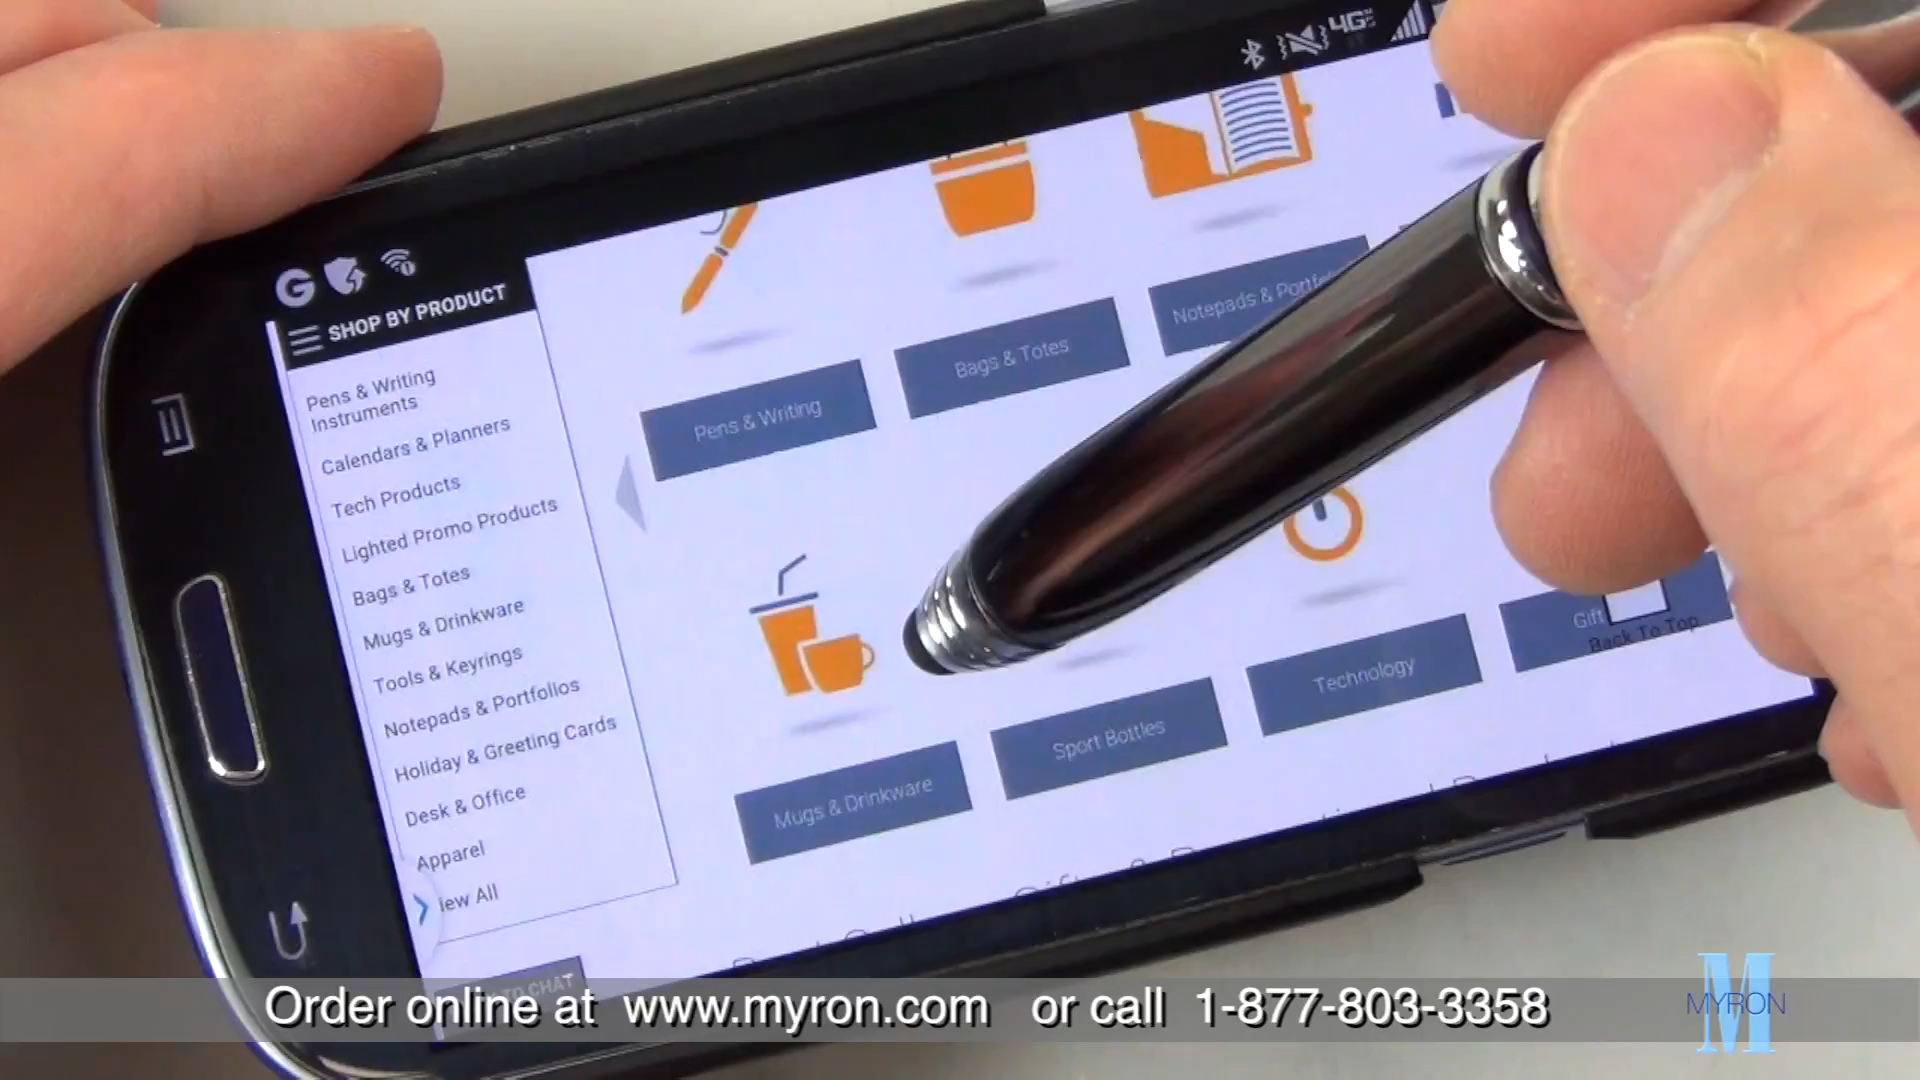 4G
G
SHOP BY PRODUCT
Pens & Writing
Instruments
Calendars & Planners
Tech Products
Lighted Promo Products
Bags & Totes
Mugs & Drinkware
Tools & Keyrings
Notepads & Portfolios
Holiday & Greeting Cards
Desk & Office
Apparel
iew All
TO CHAT
Pens & Writing
Bags & Totes
Notepads &
Mugs & Drinkware
Sport Bottles
Technology
Gift
Back To Top
Order online at www.myron.com or call 1-877-803-3358
M
MYRON